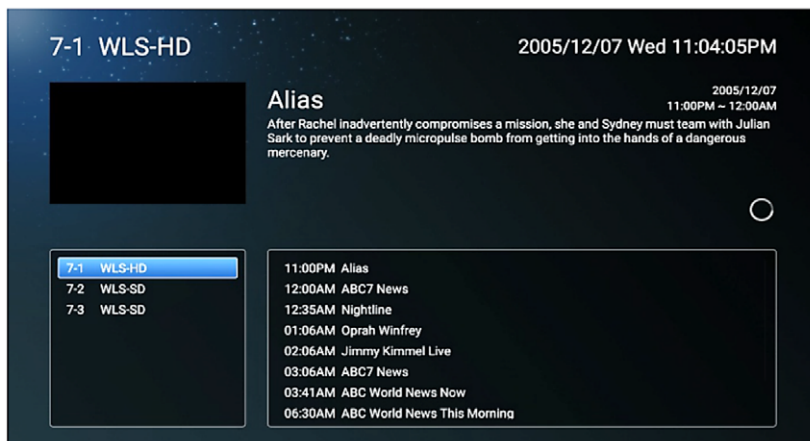 7-1 WLS-HD
2005/12/07 Wed 11:04:05PM
Alias
2005/12/07
11:00PM ~ 12:00AM
After Rachel inadvertently compromises a mission, she and Sydney must team with Julian
Sark to prevent a deadly micropulse bomb from getting into the hands of a dangerous
mercenary.
7-1 WLS-HD
7-2 WLS-SD
7-3 WLS-SD
11:00PM Alias
12:00AM ABC7 News
12:35AM Nightline
01:06AM Oprah Winfrey
02:06AM Jimmy Kimmel Live
03:06AM ABC7 News
03:41AM ABC World News Now
06:30AM ABC World News This Morning